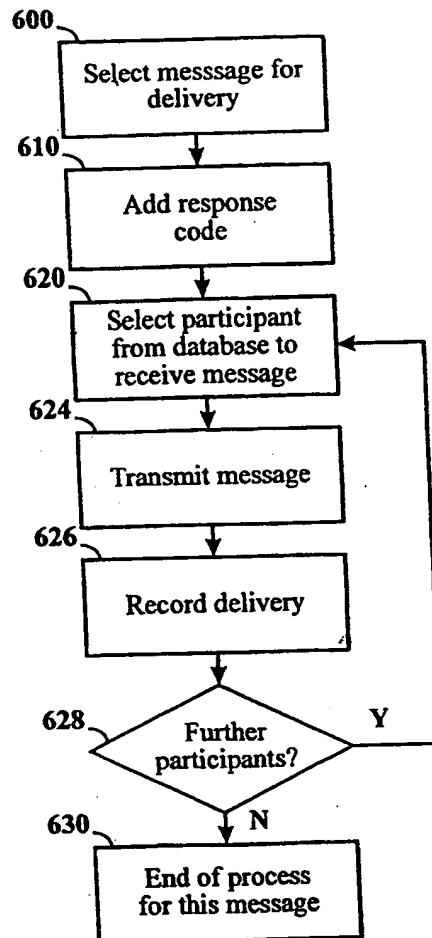 600
Select messsage for
delivery
610
Add response
code
620
Select participant
from database to
receive message
624
Transmit message
626
Record delivery
628
Further
participants?
Y
N
630
End of process
for this message